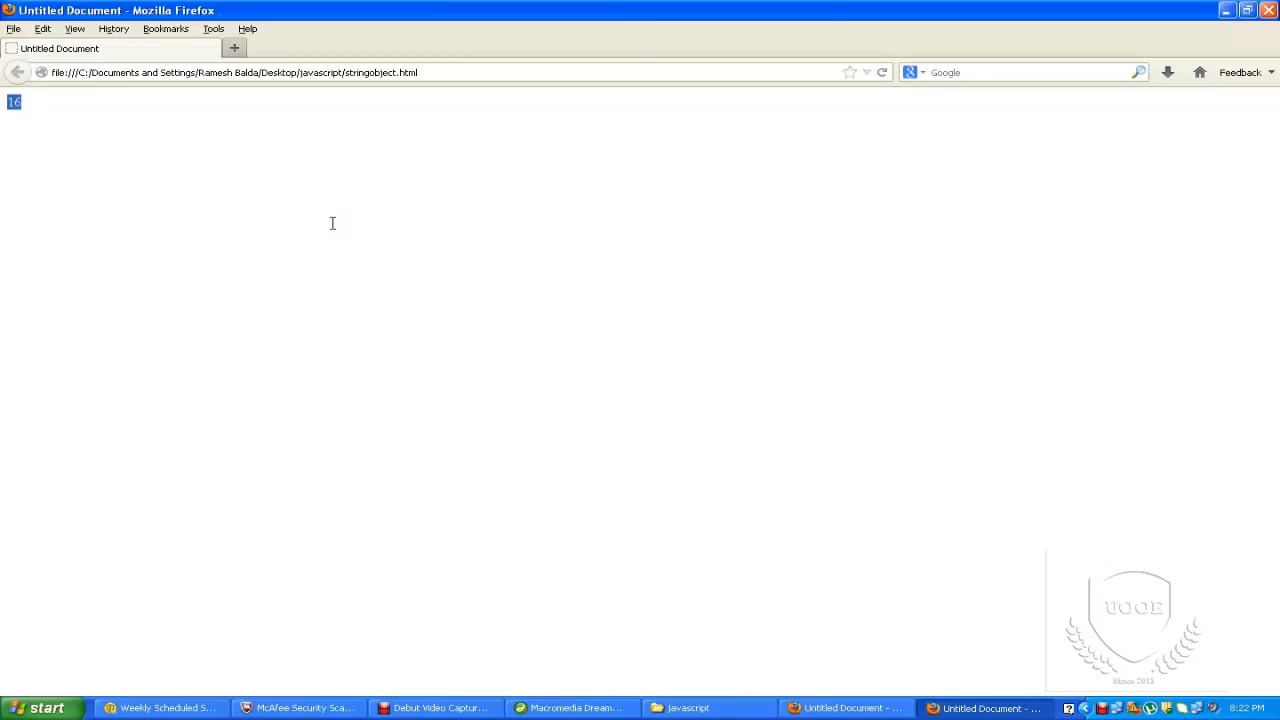 Untitled Document - Mozilla Firefox
File Edit View History Bookmarks Tools Help
Untitled Document
file:///C:/Documents and Settings/Ramesh Balda/Desktop/javascript/stringobject.html
Google
Feedback
16
UOOE
Since 2013
start
Weekly Scheduled S...
McAfee Security Sca...
Debut Video Captur...
Macromedia Dream...
javascript
Untitled Document - ...
Untitled Document - ...
8:22 PM